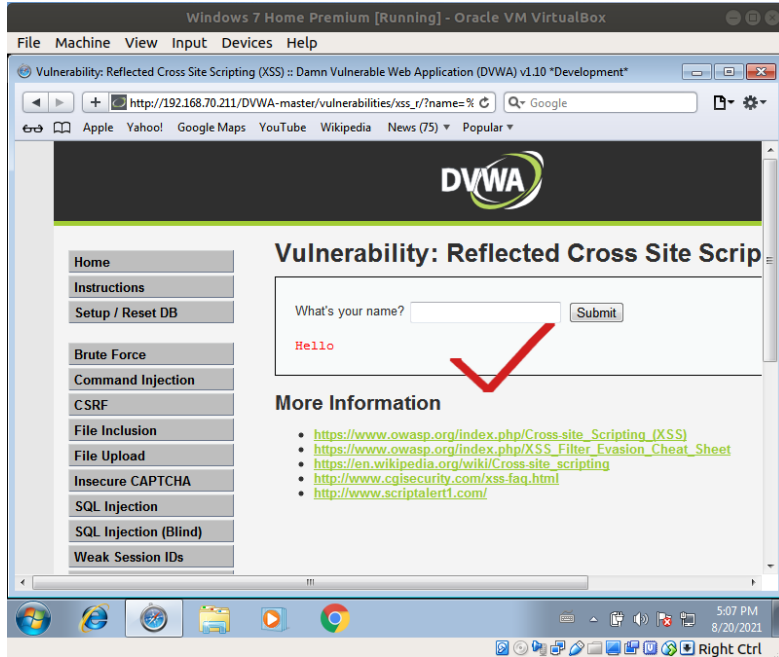 Windows 7 Home Premium [Running] - Oracle VM VirtualBox
File Machine View Input Devices Help
Vulnerability: Reflected Cross Site Scripting (XSS) :: Damn Vulnerable Web Application (DVWA) v1.10 *Development*
http://192.168.70.211/DVWA-master/vulnerabilities/xss_r/?name=% Google
Apple Yahoo! Google Maps YouTube Wikipedia News (75) Popular
DVWA
Vulnerability: Reflected Cross Site Scrip
Home
Instructions
Setup / Reset DB
What's your name? Submit
Hello
Brute Force
Command Injection
CSRF
File Inclusion
File Upload
Insecure CAPTCHA
SQL Injection
SQL Injection (Blind)
Weak Session IDs
More Information
https://www.owasp.org/index.php/Cross-site_Scripting_(XSS)
https://www.owasp.org/index.php/XSS_Filter_Evasion_Cheat_Sheet
https://en.wikipedia.org/wiki/Cross-site_scripting
http://www.cgisecurity.com/xss-faq.html
http://www.scriptalert1.com/
5:07 PM
8/20/2021
Right Ctrl